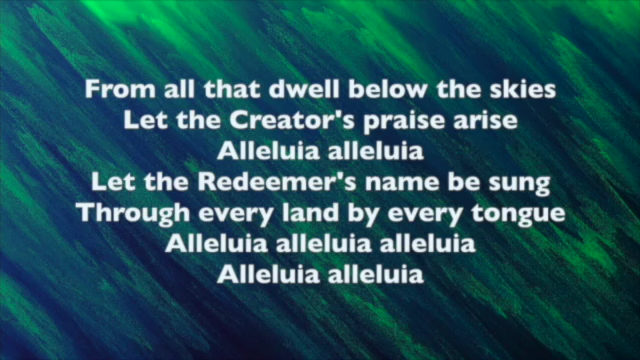 From all that dwell below the skies
Let the Creator's praise arise
Alleluia alleluia
Let the Redeemer's name be sung
Through every land by every tongue
Alleluia alleluia alleluia
Alleluia alleluia